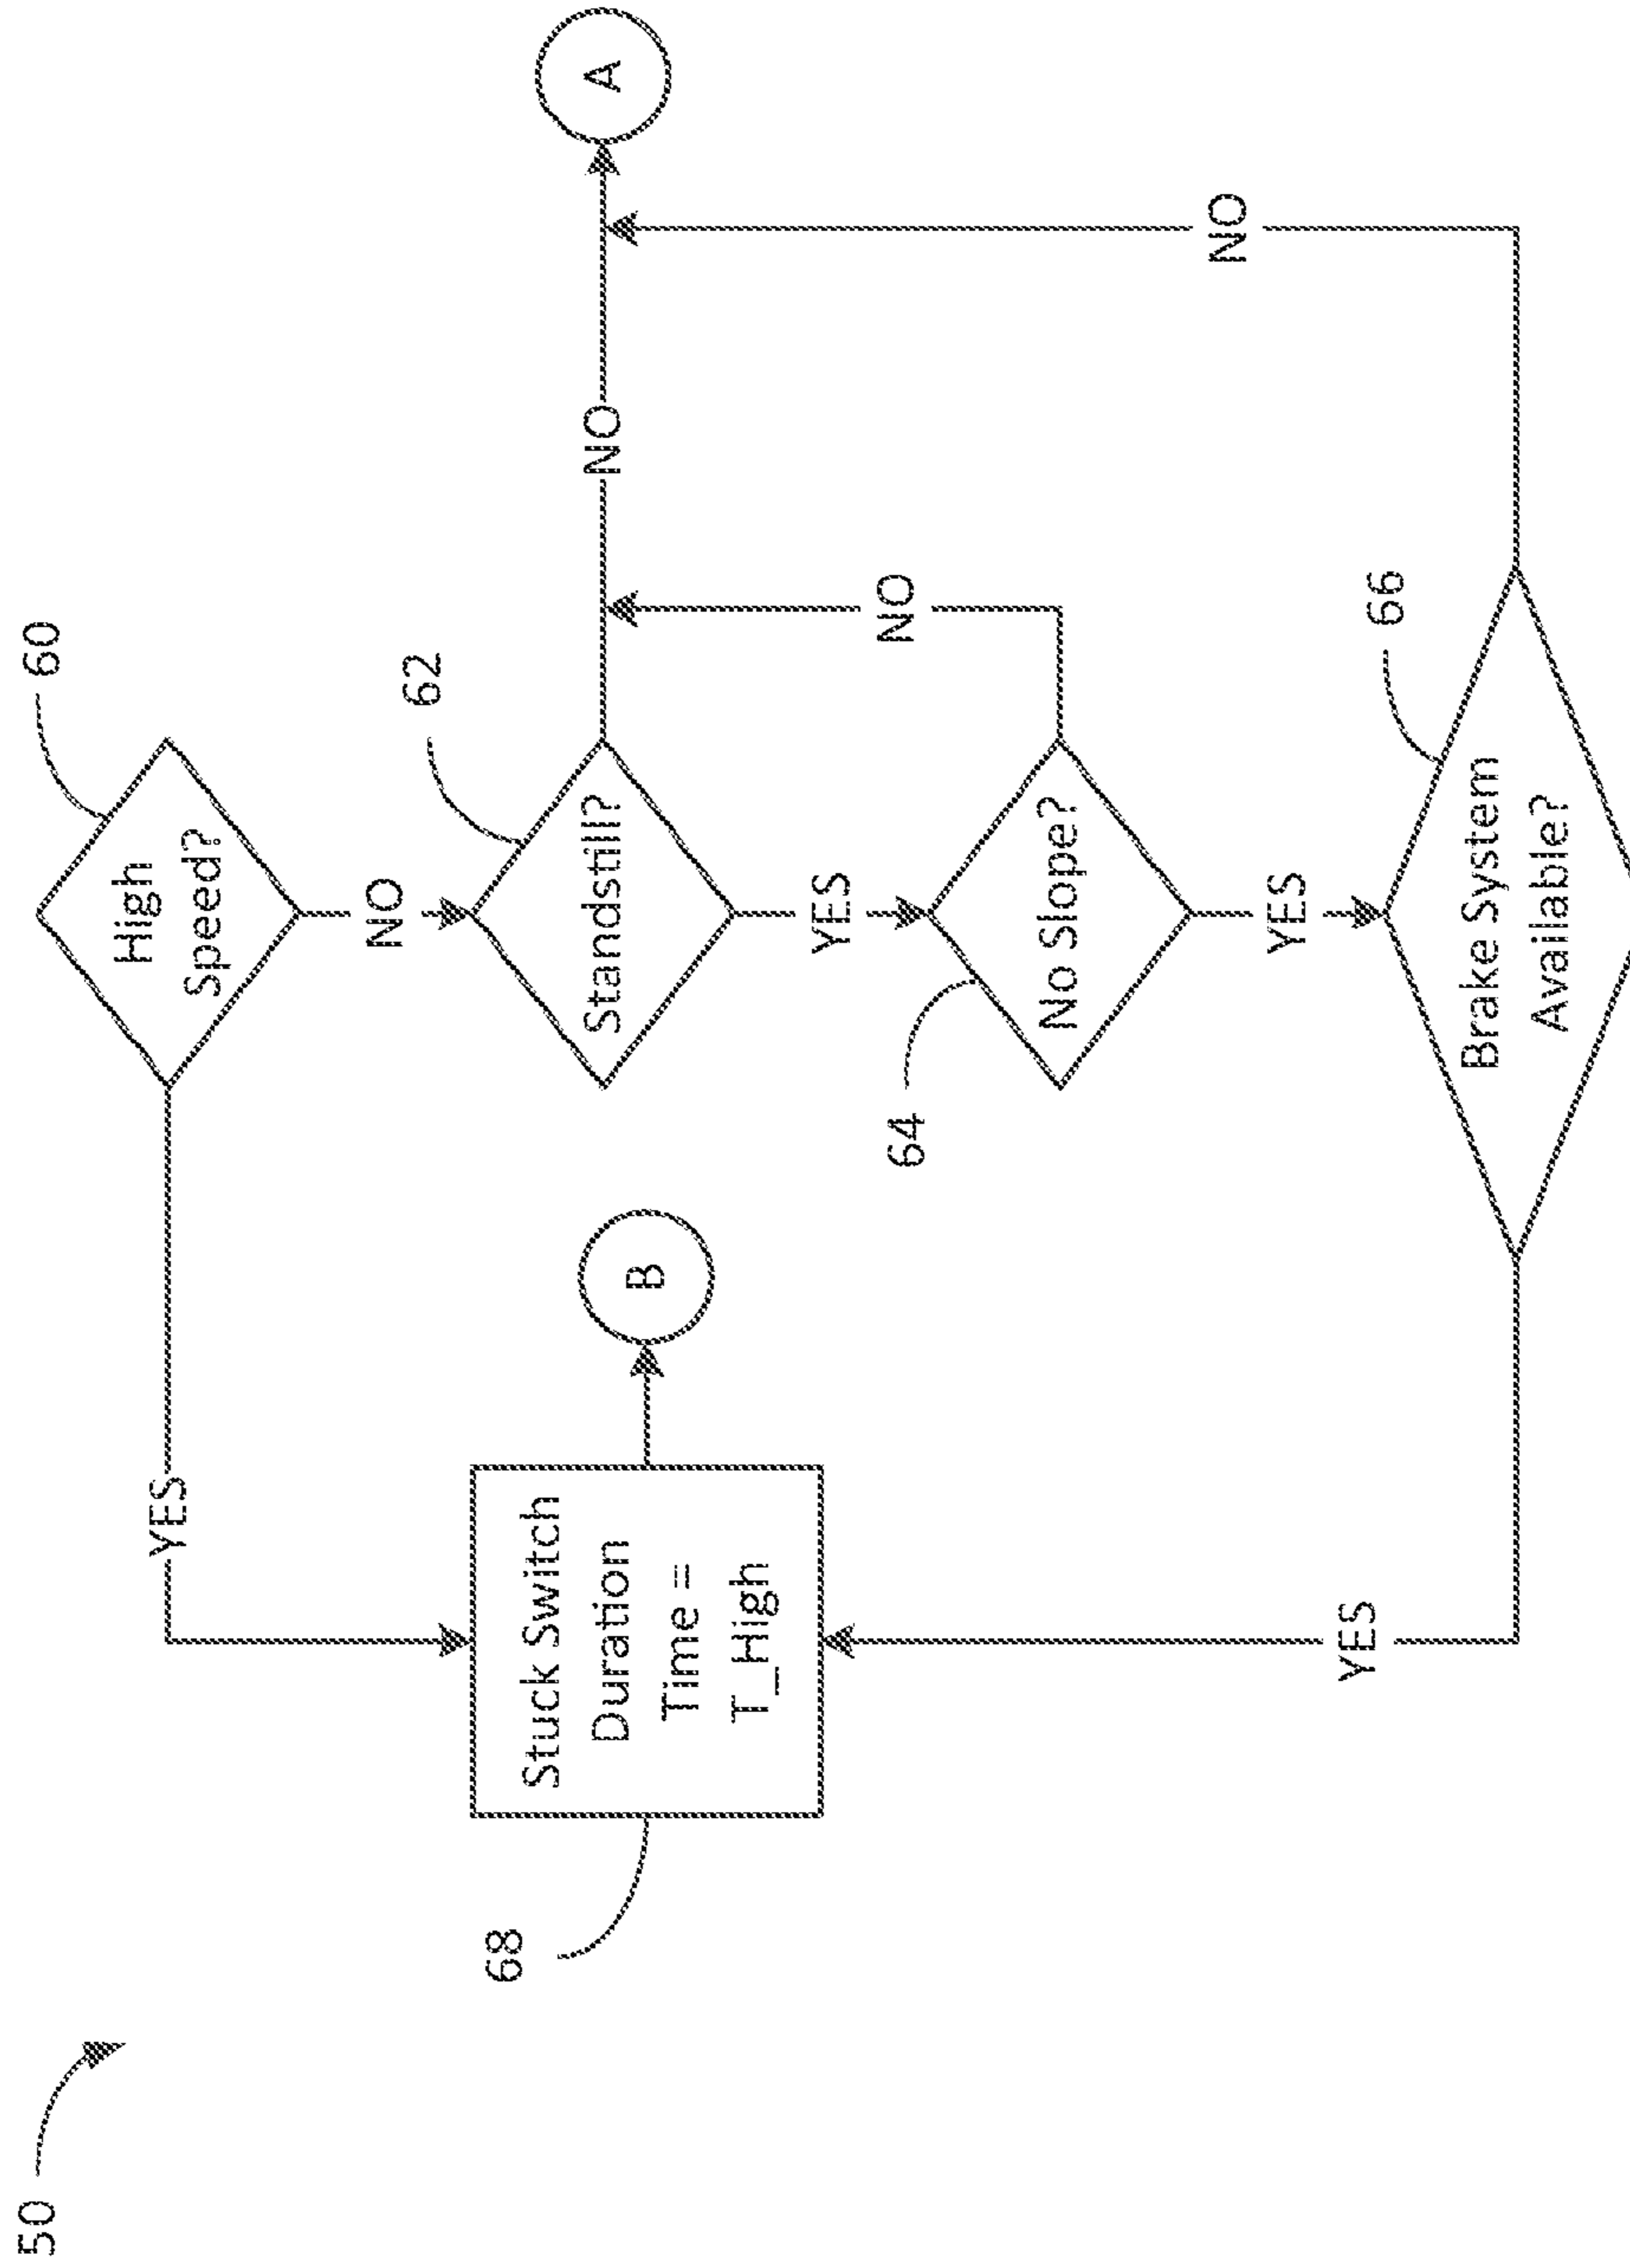 50
60
High
Speed?
YES
NO
62
Standstill?
NO
A
68
Stuck Switch
Duration
Time =
T_High
B
YES
64
No Slope?
NO
YES
66
Brake System
Available?
YES
NO